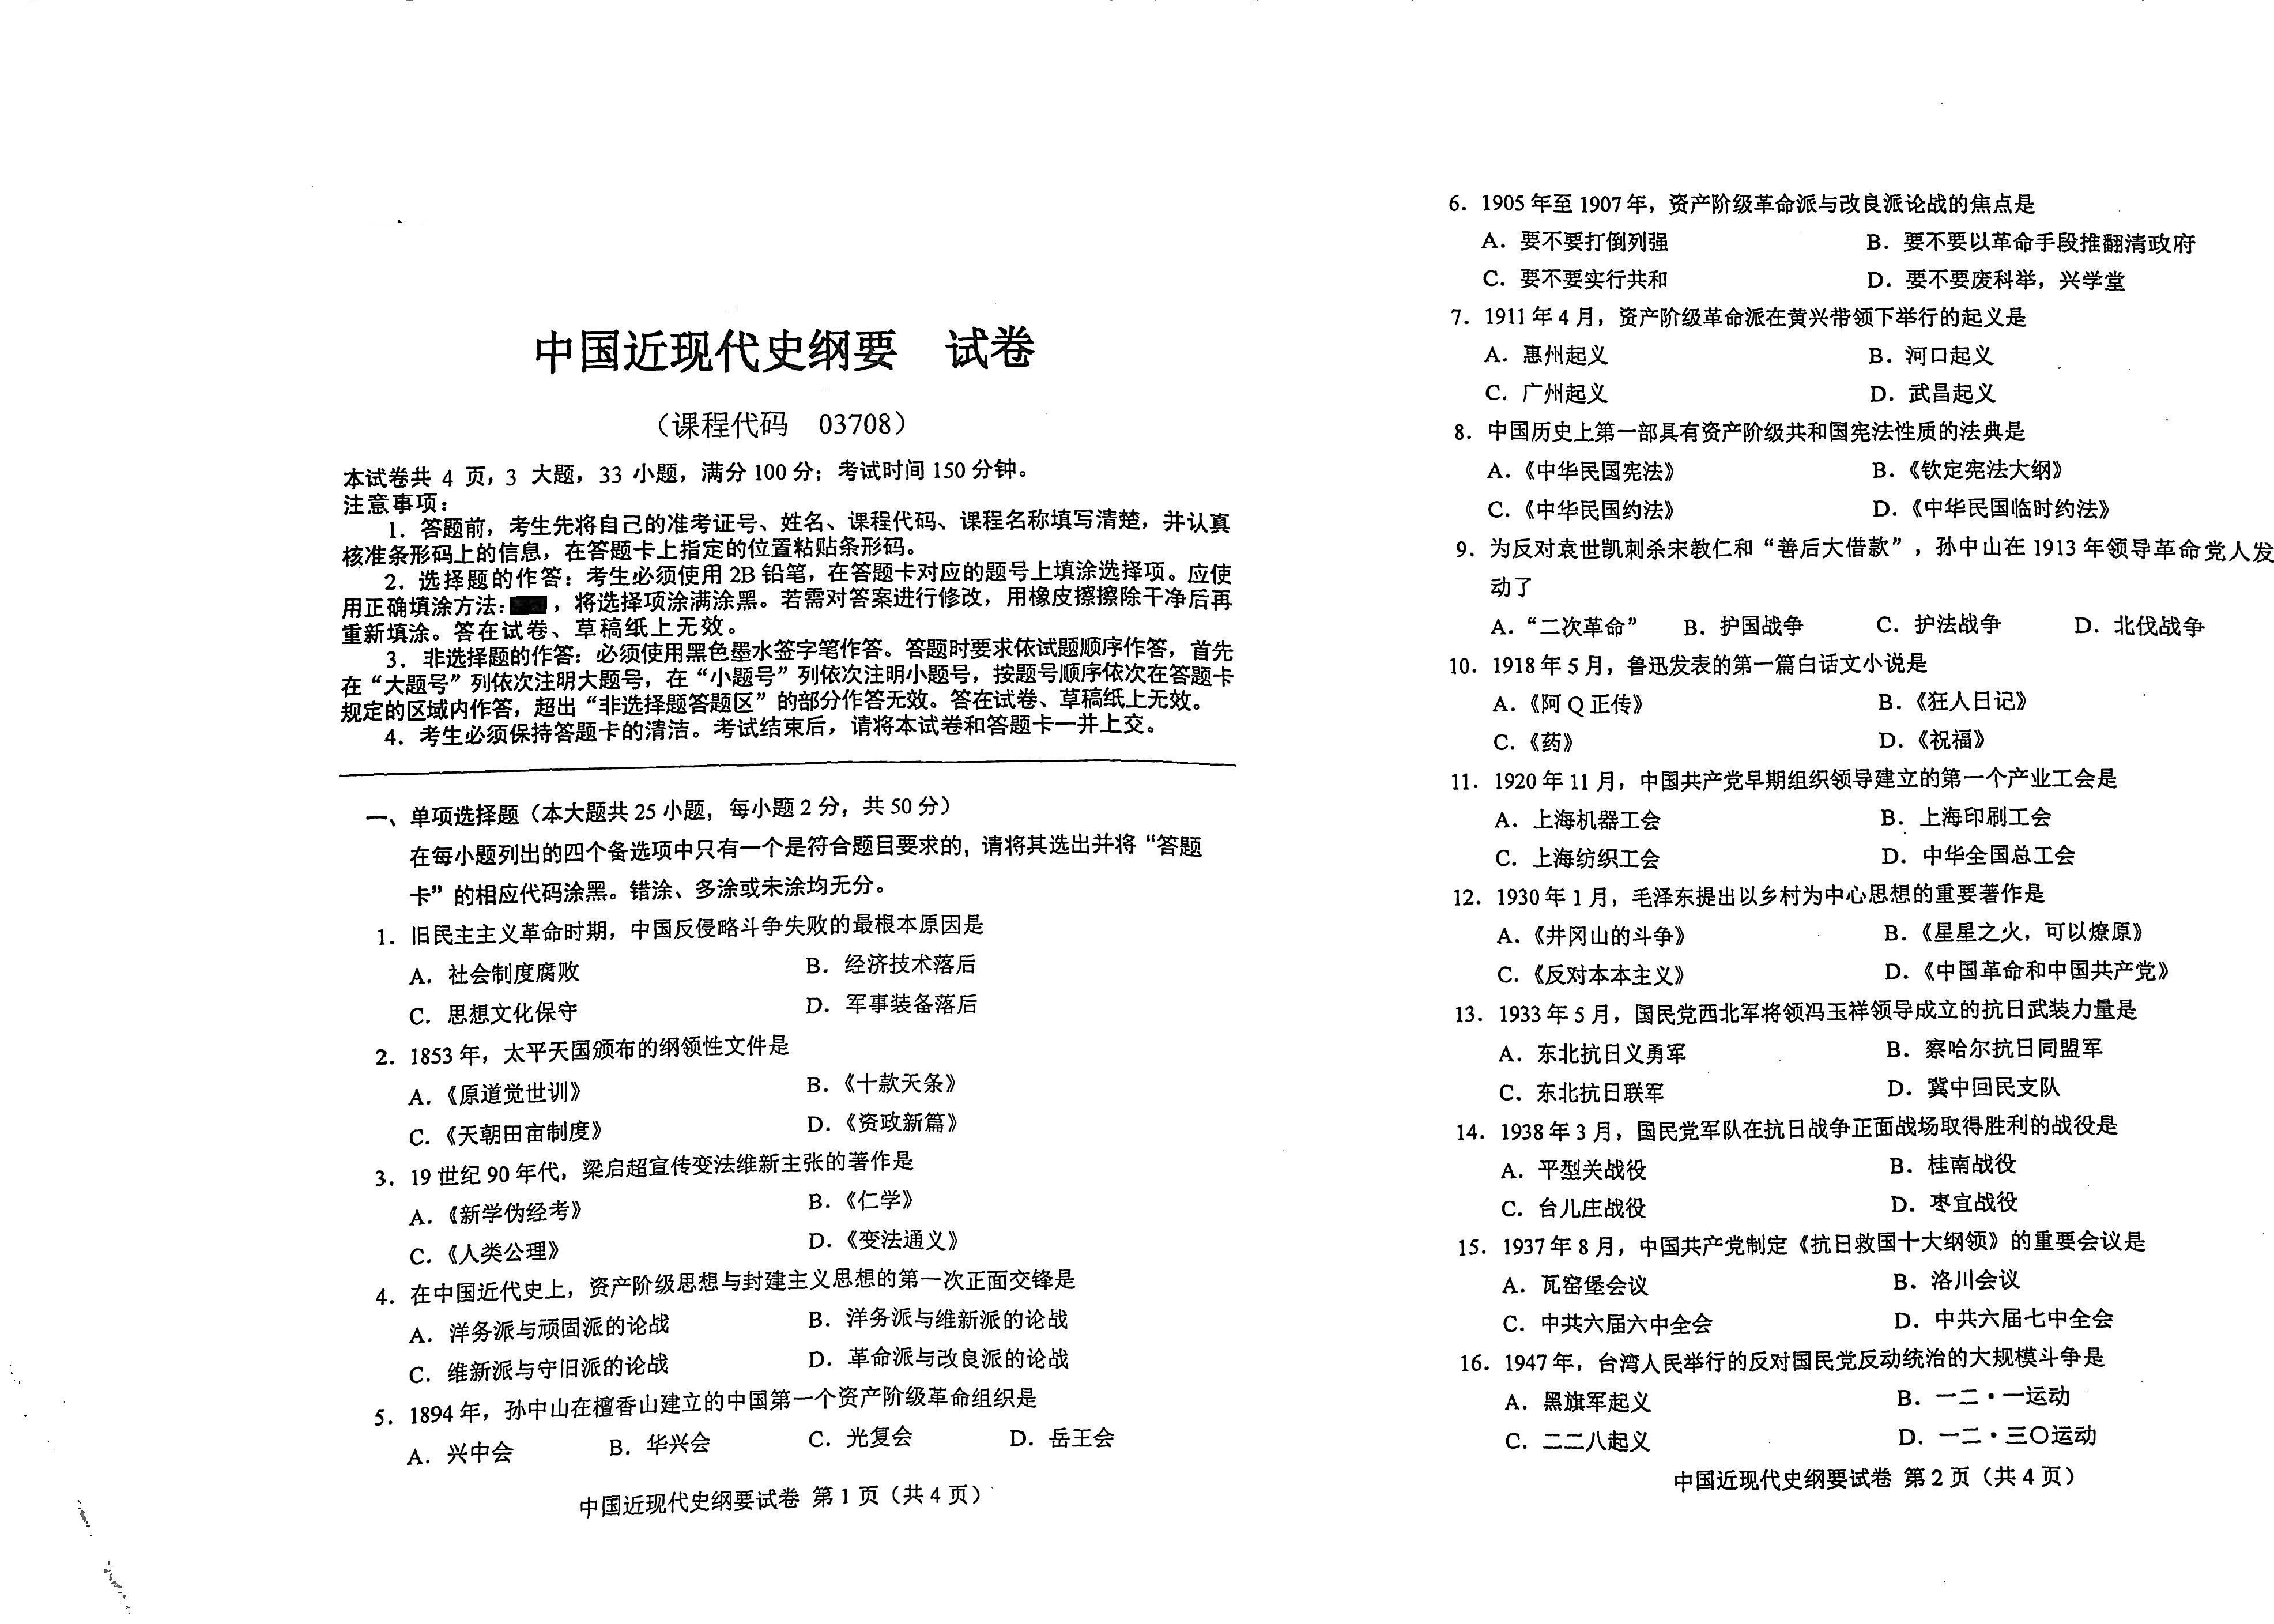 中国近现代史纲要　试卷
（课程代码　03708）
本试卷共 4 页，3 大题，33 小题，满分 100 分；考试时间 150 分钟。
注意事项：
1．答题前，考生先将自己的准考证号、姓名、课程代码、课程名称填写清楚，并认真
核准条形码上的信息，在答题卡上指定的位置粘贴条形码。
2．选择题的作答：考生必须使用 2B 铅笔，在答题卡对应的题号上填涂选择项。应使
用正确填涂方法：，将选择项涂满涂黑。若需对答案进行修改，用橡皮擦擦除干净后再
重新填涂。答在试卷、草稿纸上无效。
3．非选择题的作答：必须使用黑色墨水签字笔作答。答题时要求依试题顺序作答，首先
在“大题号”列依次注明大题号，在“小题号”列依次注明小题号，按题号顺序依次在答题卡
规定的区域内作答，超出“非选择题答题区”的部分作答无效。答在试卷、草稿纸上无效。
4．考生必须保持答题卡的清洁。考试结束后，请将本试卷和答题卡一并上交。
一、单项选择题（本大题共 25 小题，每小题 2 分，共 50 分）
在每小题列出的四个备选项中只有一个是符合题目要求的，请将其选出并将“答题
卡”的相应代码涂黑。错涂、多涂或未涂均无分。
1．旧民主主义革命时期，中国反侵略斗争失败的最根本原因是
A．社会制度腐败　B．经济技术落后
C．思想文化保守　D．军事装备落后
2．1853 年，太平天国颁布的纲领性文件是
A．《原道觉世训》　B．《十款天条》
C．《天朝田亩制度》　D．《资政新篇》
3．19 世纪 90 年代，梁启超宣传变法维新主张的著作是
A．《新学伪经考》　B．《仁学》
C．《人类公理》　D．《变法通义》
4．在中国近代史上，资产阶级思想与封建主义思想的第一次正面交锋是
A．洋务派与顽固派的论战　B．洋务派与维新派的论战
C．维新派与守旧派的论战　D．革命派与改良派的论战
5．1894 年，孙中山在檀香山建立的中国第一个资产阶级革命组织是
A．兴中会　B．华兴会　C．光复会　D．岳王会
中国近现代史纲要试卷 第 1 页（共 4 页）
6．1905 年至 1907 年，资产阶级革命派与改良派论战的焦点是
A．要不要打倒列强　B．要不要以革命手段推翻清政府
C．要不要实行共和　D．要不要废科举，兴学堂
7．1911 年 4 月，资产阶级革命派在黄兴带领下举行的起义是
A．惠州起义　B．河口起义
C．广州起义　D．武昌起义
8．中国历史上第一部具有资产阶级共和国宪法性质的法典是
A．《中华民国宪法》　B．《钦定宪法大纲》
C．《中华民国约法》　D．《中华民国临时约法》
9．为反对袁世凯刺杀宋教仁和“善后大借款”，孙中山在 1913 年领导革命党人发
动了
A．“二次革命”　B．护国战争　C．护法战争　D．北伐战争
10．1918 年 5 月，鲁迅发表的第一篇白话文小说是
A．《阿 Q 正传》　B．《狂人日记》
C．《药》　D．《祝福》
11．1920 年 11 月，中国共产党早期组织领导建立的第一个产业工会是
A．上海机器工会　B．上海印刷工会
C．上海纺织工会　D．中华全国总工会
12．1930 年 1 月，毛泽东提出以乡村为中心思想的重要著作是
A．《井冈山的斗争》　B．《星星之火，可以燎原》
C．《反对本本主义》　D．《中国革命和中国共产党》
13．1933 年 5 月，国民党西北军将领冯玉祥领导成立的抗日武装力量是
A．东北抗日义勇军　B．察哈尔抗日同盟军
C．东北抗日联军　D．冀中回民支队
14．1938 年 3 月，国民党军队在抗日战争正面战场取得胜利的战役是
A．平型关战役　B．桂南战役
C．台儿庄战役　D．枣宜战役
15．1937 年 8 月，中国共产党制定《抗日救国十大纲领》的重要会议是
A．瓦窑堡会议　B．洛川会议
C．中共六届六中全会　D．中共六届七中全会
16．1947 年，台湾人民举行的反对国民党反动统治的大规模斗争是
A．黑旗军起义　B．一二·一运动
C．二二八起义　D．一二·三〇运动
中国近现代史纲要试卷 第 2 页（共 4 页）